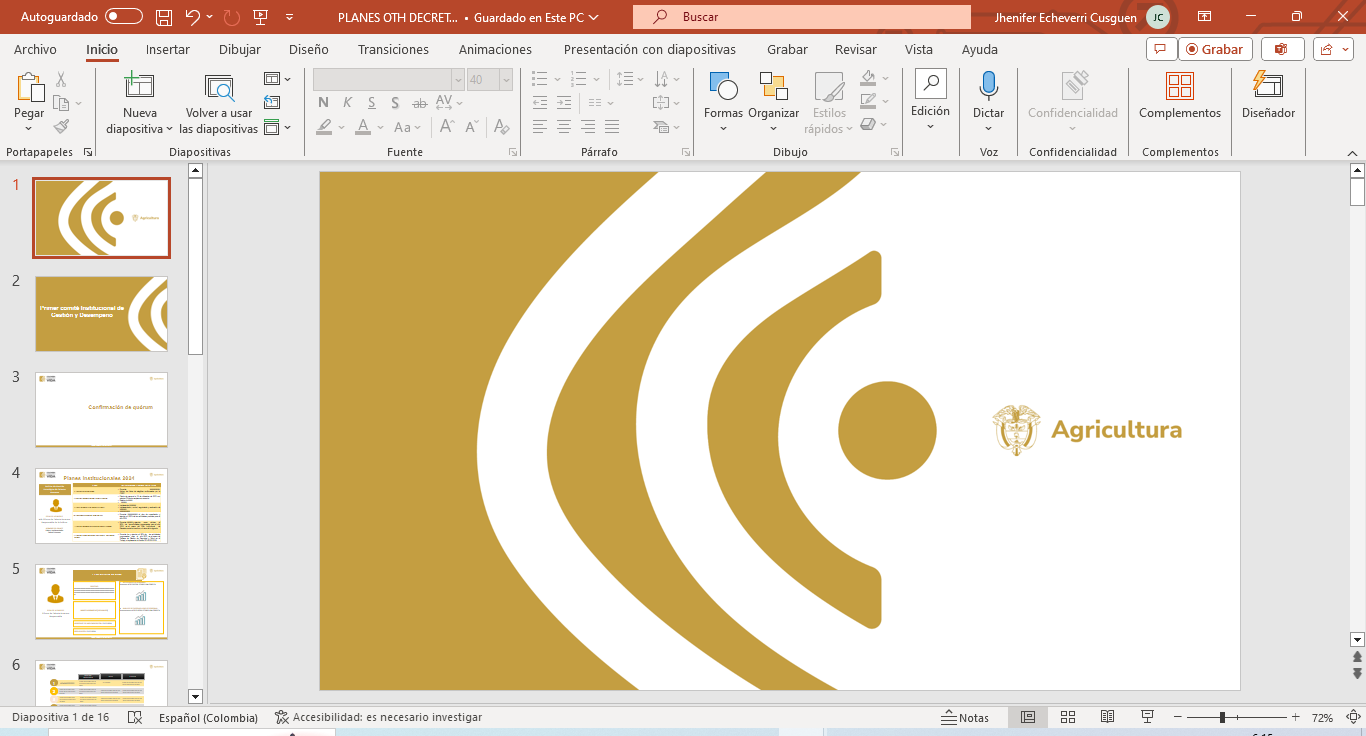 Autoguardado
PLANES OTH DECRET... • Guardado en Este PC
Buscar
Jhenifer Echeverri Cusguen
JC
Archivo Inicio Insertar Dibujar Diseño Transiciones Animaciones Presentación con diapositivas Grabar Revisar Vista Ayuda
Grabar
40
Pegar
Nueva diapositiva
Volver a usar las diapositivas
N K S S ab AV
A Aa A A A
Formas Organizar
Estilos rápidos
Edición
Dictar
Confidencialidad
Complementos
Diseñador
Portapapeles Diapositivas Fuente Párrafo Dibujo Voz Confidencialidad Complementos
1
2
Primer comité Institucional de
Gestión y Desempeño
3
Confirmación de quórum
4
Planes Institucionales 2024
5
6
Agricultura
Diapositiva 1 de 16
Español (Colombia)
Accesibilidad: es necesario investigar
Notas
72%